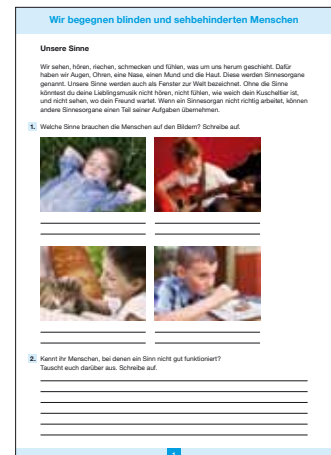 Wir begegnen blinden und sehbehinderten Menschen
Unsere Sinne
Wir sehen, hören, riechen, schmecken und fühlen, was um uns herum geschieht. Dafür
haben wir Augen, Ohren, eine Nase, einen Mund und die Haut. Diese werden Sinnesorgane
genannt. Unsere Sinne werden auch als Fenster zur Welt bezeichnet. Ohne die Sinne
könntest du deine Lieblingsmusik nicht hören, nicht fühlen, wie weich dein Kuscheltier ist,
und nicht sehen, wo dein Freund wartet. Wenn ein Sinnesorgan nicht richtig arbeitet, können
andere Sinnesorgane einen Teil seiner Aufgaben übernehmen.
1. Welche Sinne brauchen die Menschen auf den Bildern? Schreibe auf.
2. Kennt ihr Menschen, bei denen ein Sinn nicht gut funktioniert?
Tauscht euch darüber aus. Schreibe auf.
1